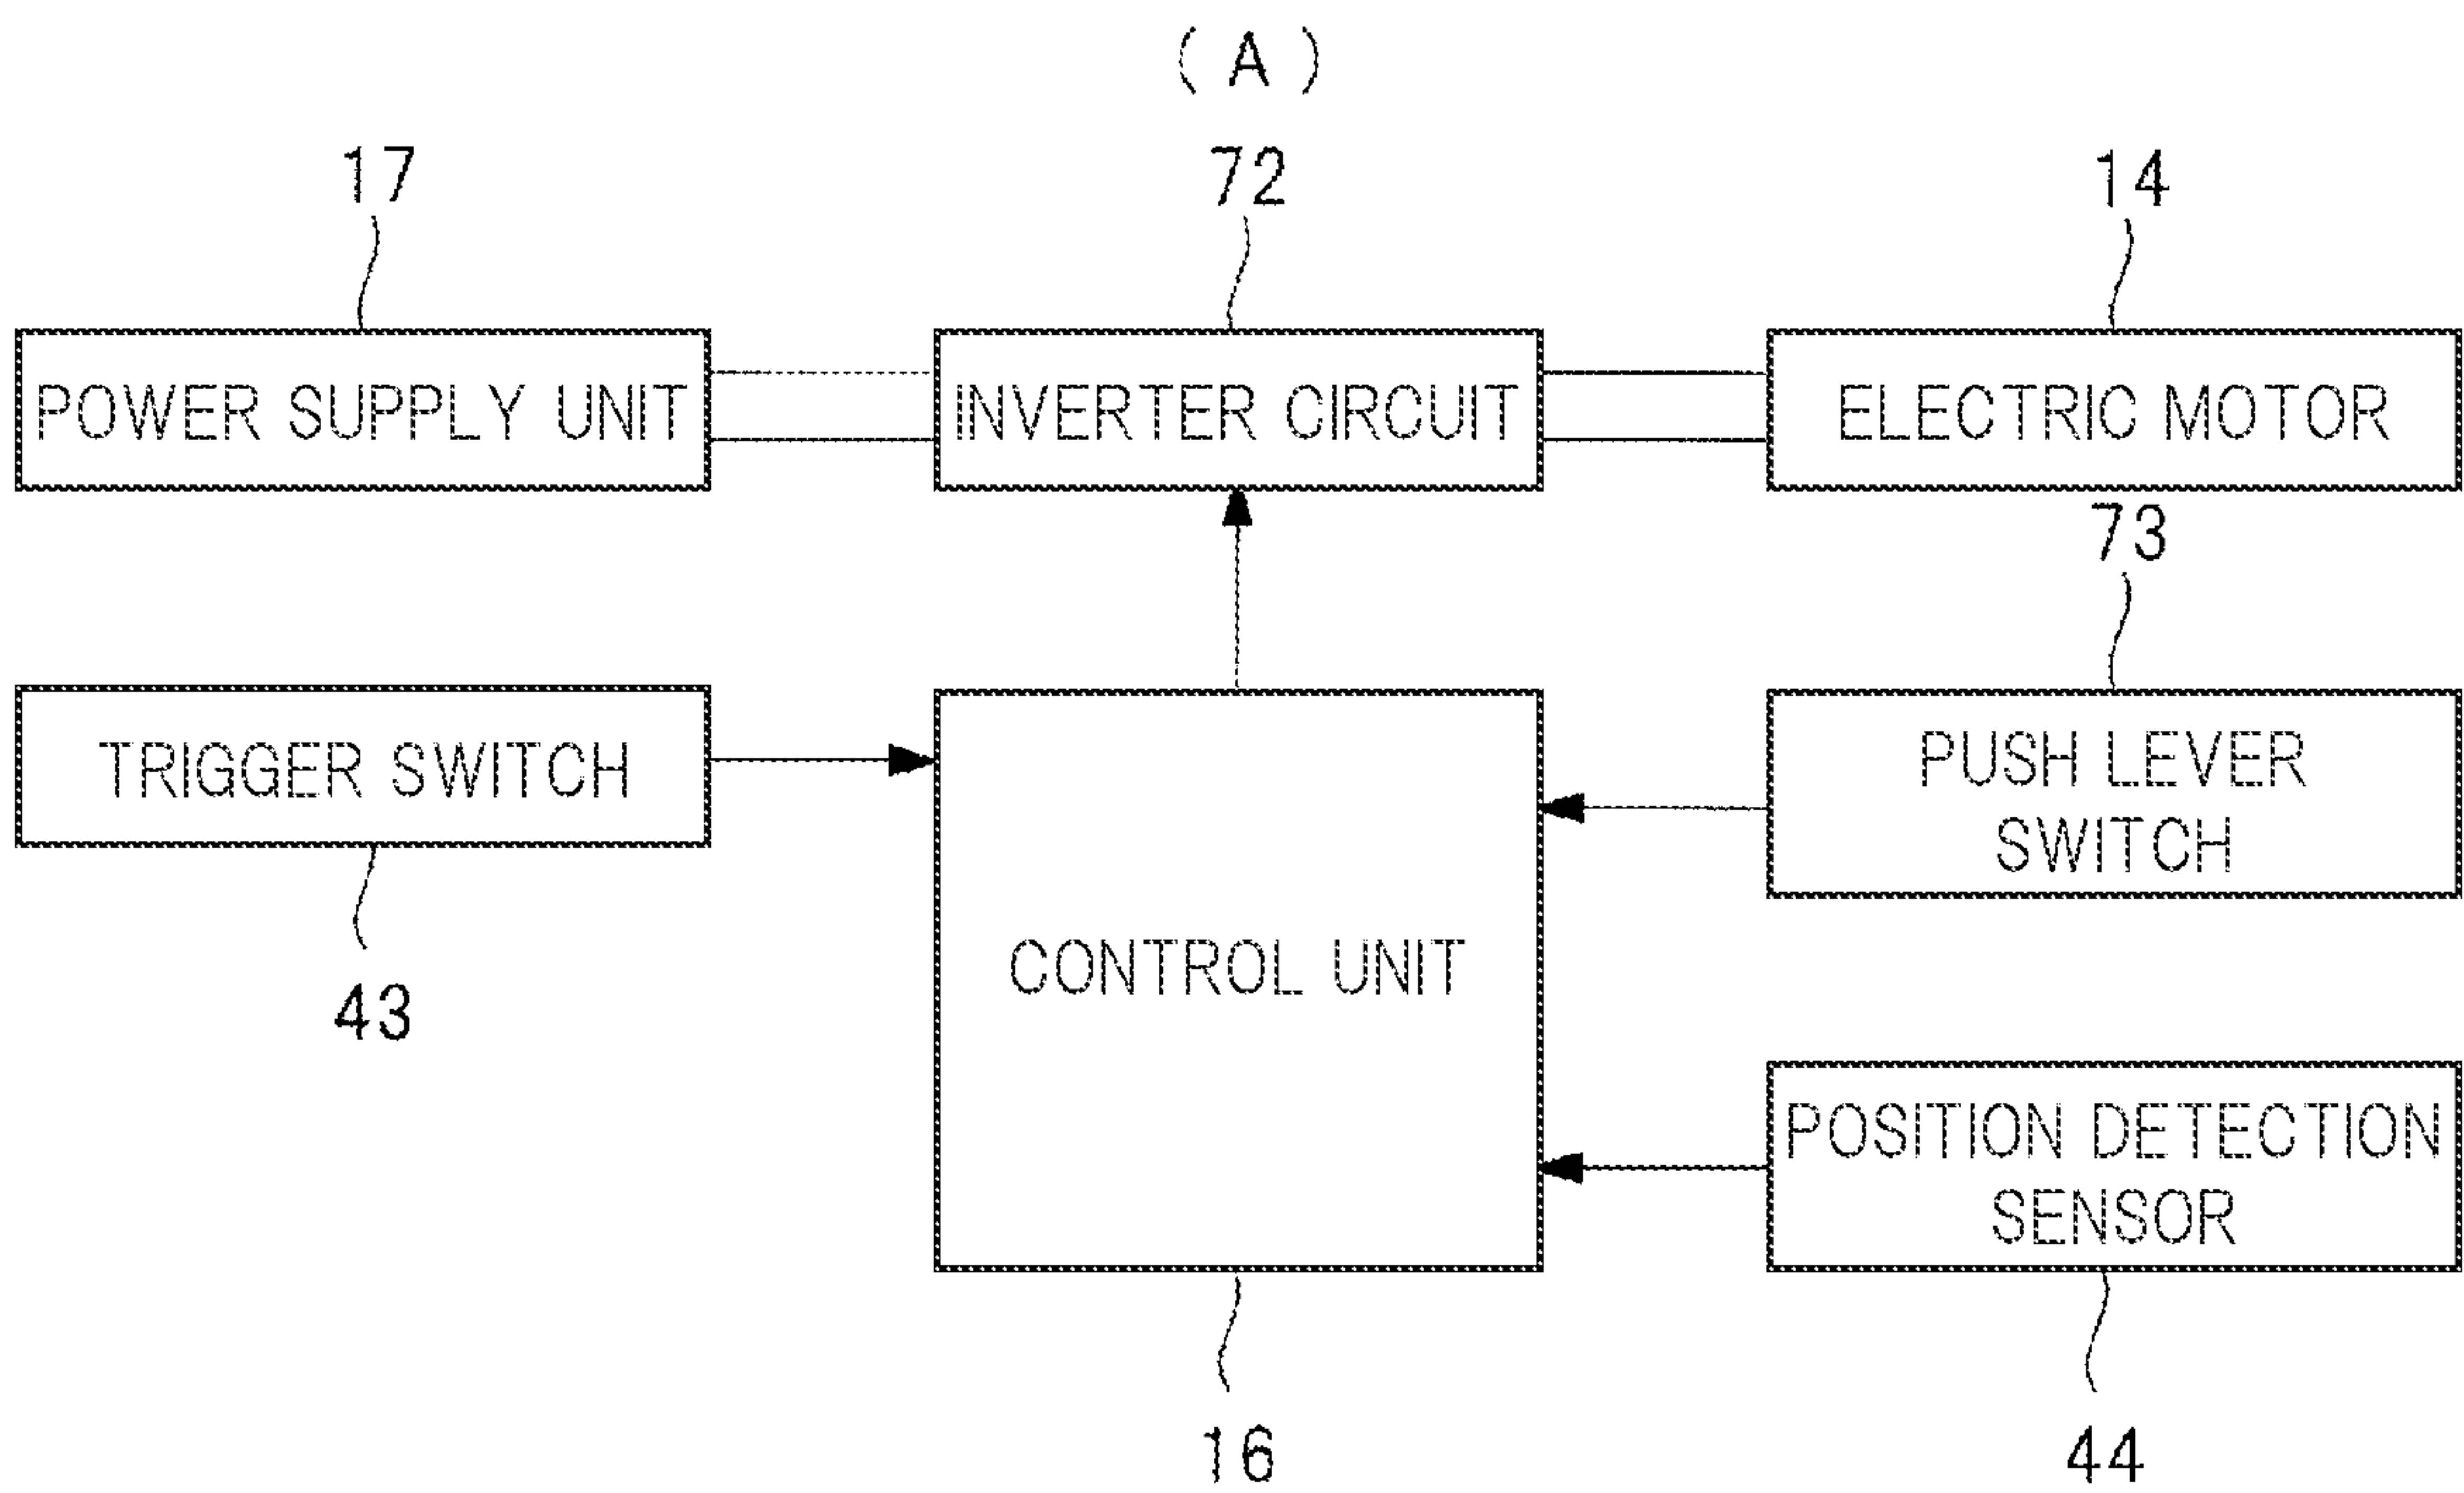 (A)
17
72
14
POWER SUPPLY UNIT
INVERTER CIRCUIT
ELECTRIC MOTOR
73
TRIGGER SWITCH
PUSH LEVER
SWITCH
CONTROL UNIT
43
POSITION DETECTION
SENSOR
16
44